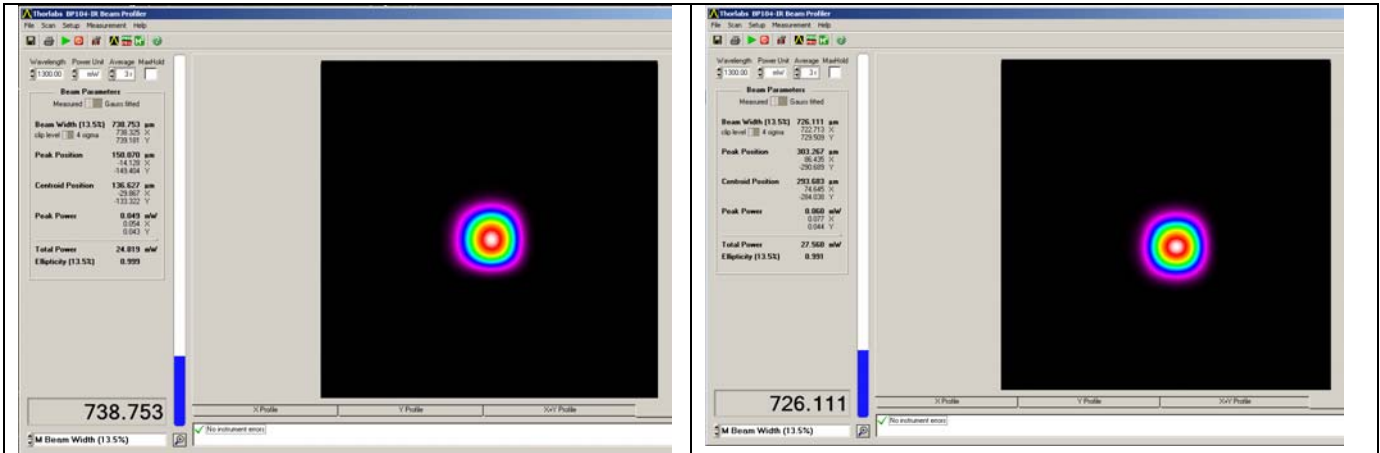 Thorlabs BP104-IR Beam Profiler
File Scan Setup Measurement Help
Wavelength Power Unit Average MaxHold
1300.00 mW 3x
Beam Parameters
Measured Gauss fitted
Beam Width (13.5%) 738.753 µm
738.325 X
clip level 4 sigma
739.181 Y
Peak Position 150.070 µm
-14.128 X
-149.404 Y
Centroid Position 136.627 µm
-29.867 X
-133.322 Y
Peak Power 0.049 mW
0.054 X
0.043 Y
Total Power 24.819 mW
Ellipticity (13.5%) 0.999
738.753
M Beam Width (13.5%)
X Profile Y Profile X+Y Profile
No instrument errors
Thorlabs BP104-IR Beam Profiler
File Scan Setup Measurement Help
Wavelength Power Unit Average MaxHold
1300.00 mW 3x
Beam Parameters
Measured Gauss fitted
Beam Width (13.5%) 726.111 µm
722.713 X
clip level 4 sigma
729.509 Y
Peak Position 303.267 µm
86.435 X
-290.689 Y
Centroid Position 293.683 µm
74.645 X
-284.038 Y
Peak Power 0.060 mW
0.077 X
0.044 Y
Total Power 27.560 mW
Ellipticity (13.5%) 0.991
726.111
M Beam Width (13.5%)
X Profile Y Profile X+Y Profile
No instrument errors